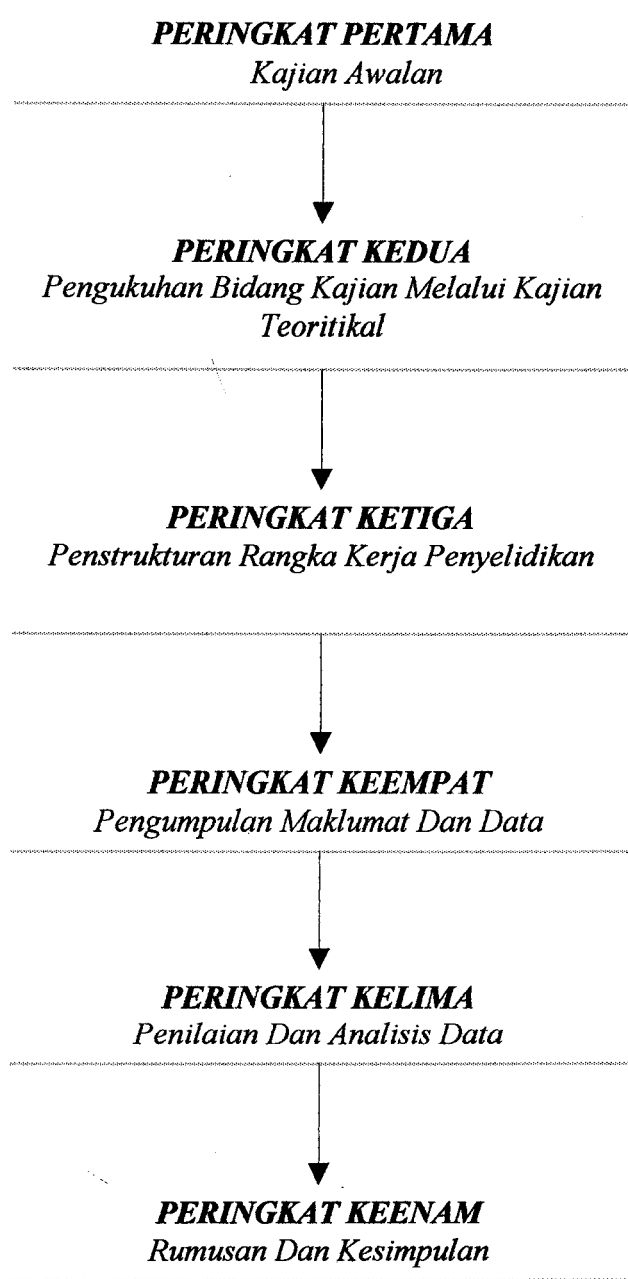 PERINGKAT PERTAMA
Kajian Awalan
PERINGKAT KEDUA
Pengukuhan Bidang Kajian Melalui Kajian
Teoritikal
PERINGKAT KETIGA
Penstrukturan Rangka Kerja Penyelidikan
PERINGKAT KEEMPAT
Pengumpulan Maklumat Dan Data
PERINGKAT KELIMA
Penilaian Dan Analisis Data
PERINGKAT KEENAM
Rumusan Dan Kesimpulan